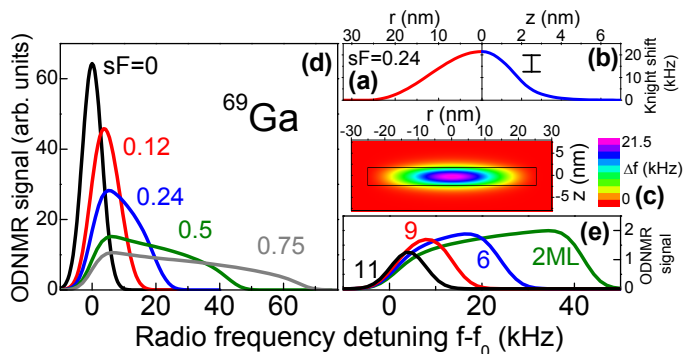 r (nm) z (nm)
30 20 10 0 2 4 6
sF=0.24
(a) (b)
20
10
0
Knight shift
(kHz)
r (nm)
-30 -20 -10 0 10 20 30
5
0
-5
z (nm)
21.5
Δf (kHz)
0
(c)
ODNMR signal (arb. units)
60
40
20
0
sF=0
(d)
69Ga
0.12
0.24
0.5
0.75
0 20 40 60
(e)
11 9 6 2ML
2
1
0
ODNMR
signal
0 20 40
Radio frequency detuning f-f0 (kHz)